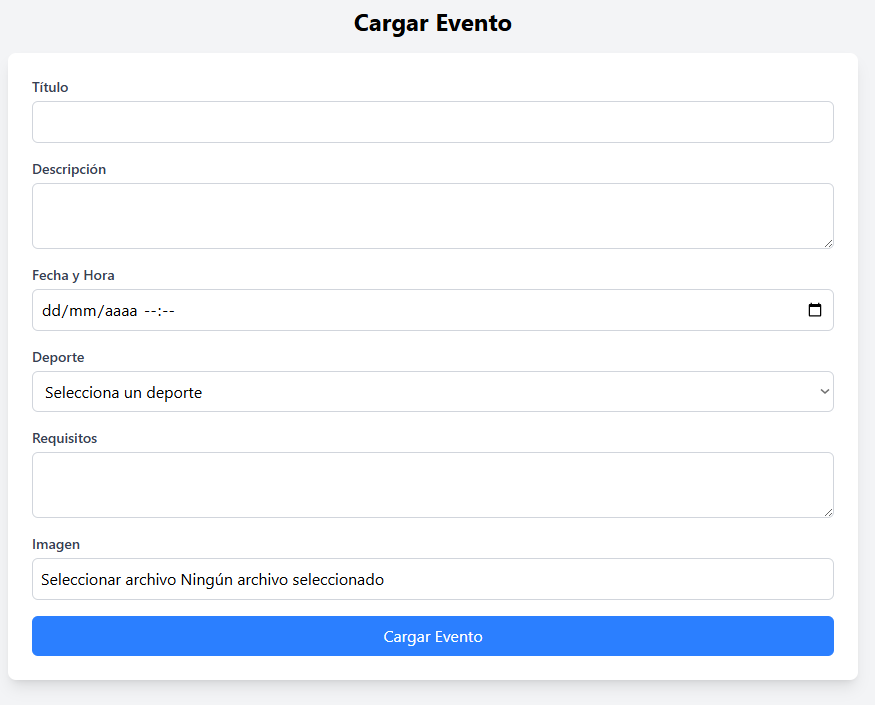 Cargar Evento
Título
Descripción
Fecha y Hora
dd/mm/aaaa --:--
Deporte
Selecciona un deporte
Requisitos
Imagen
Seleccionar archivo Ningún archivo seleccionado
Cargar Evento